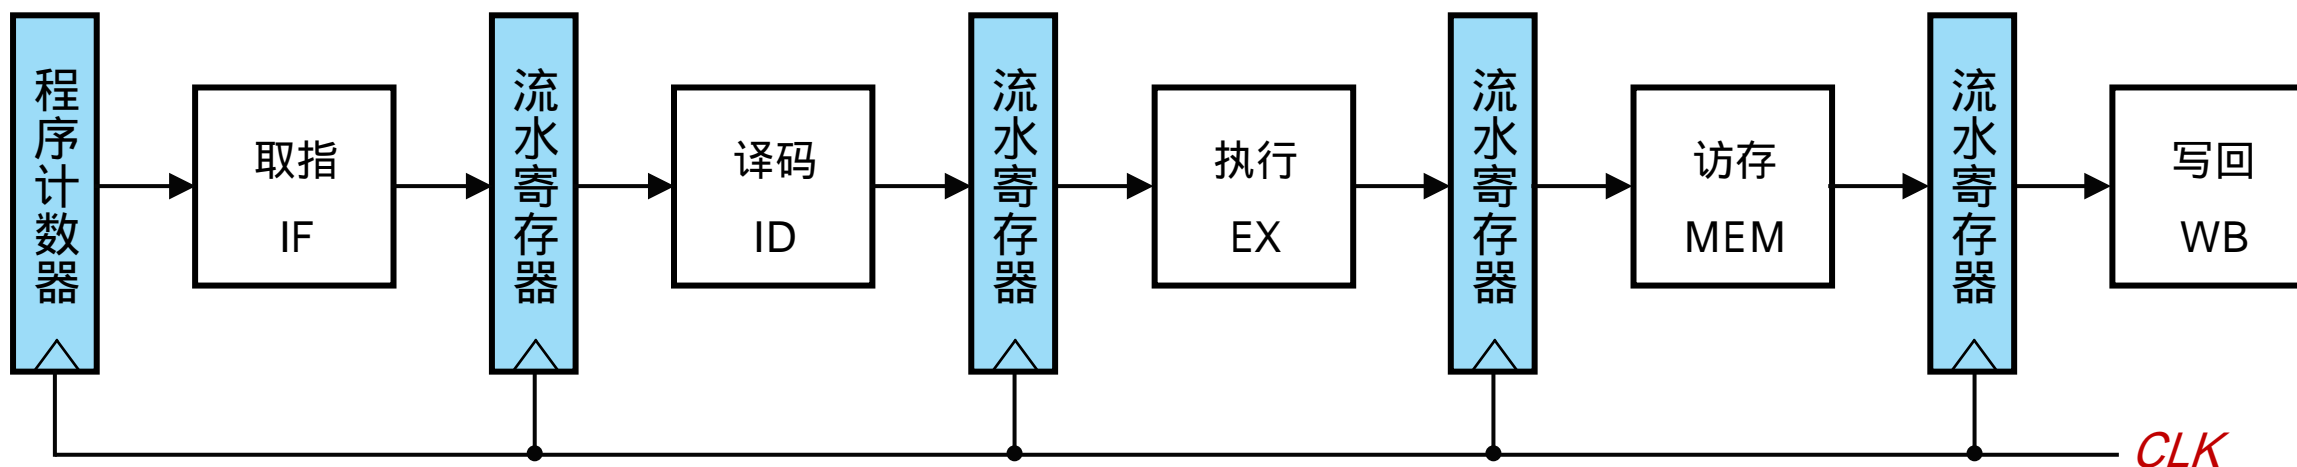 程序计数器
取指
IF
流水寄存器
译码
ID
流水寄存器
执行
EX
流水寄存器
访存
MEM
流水寄存器
写回
WB
CLK